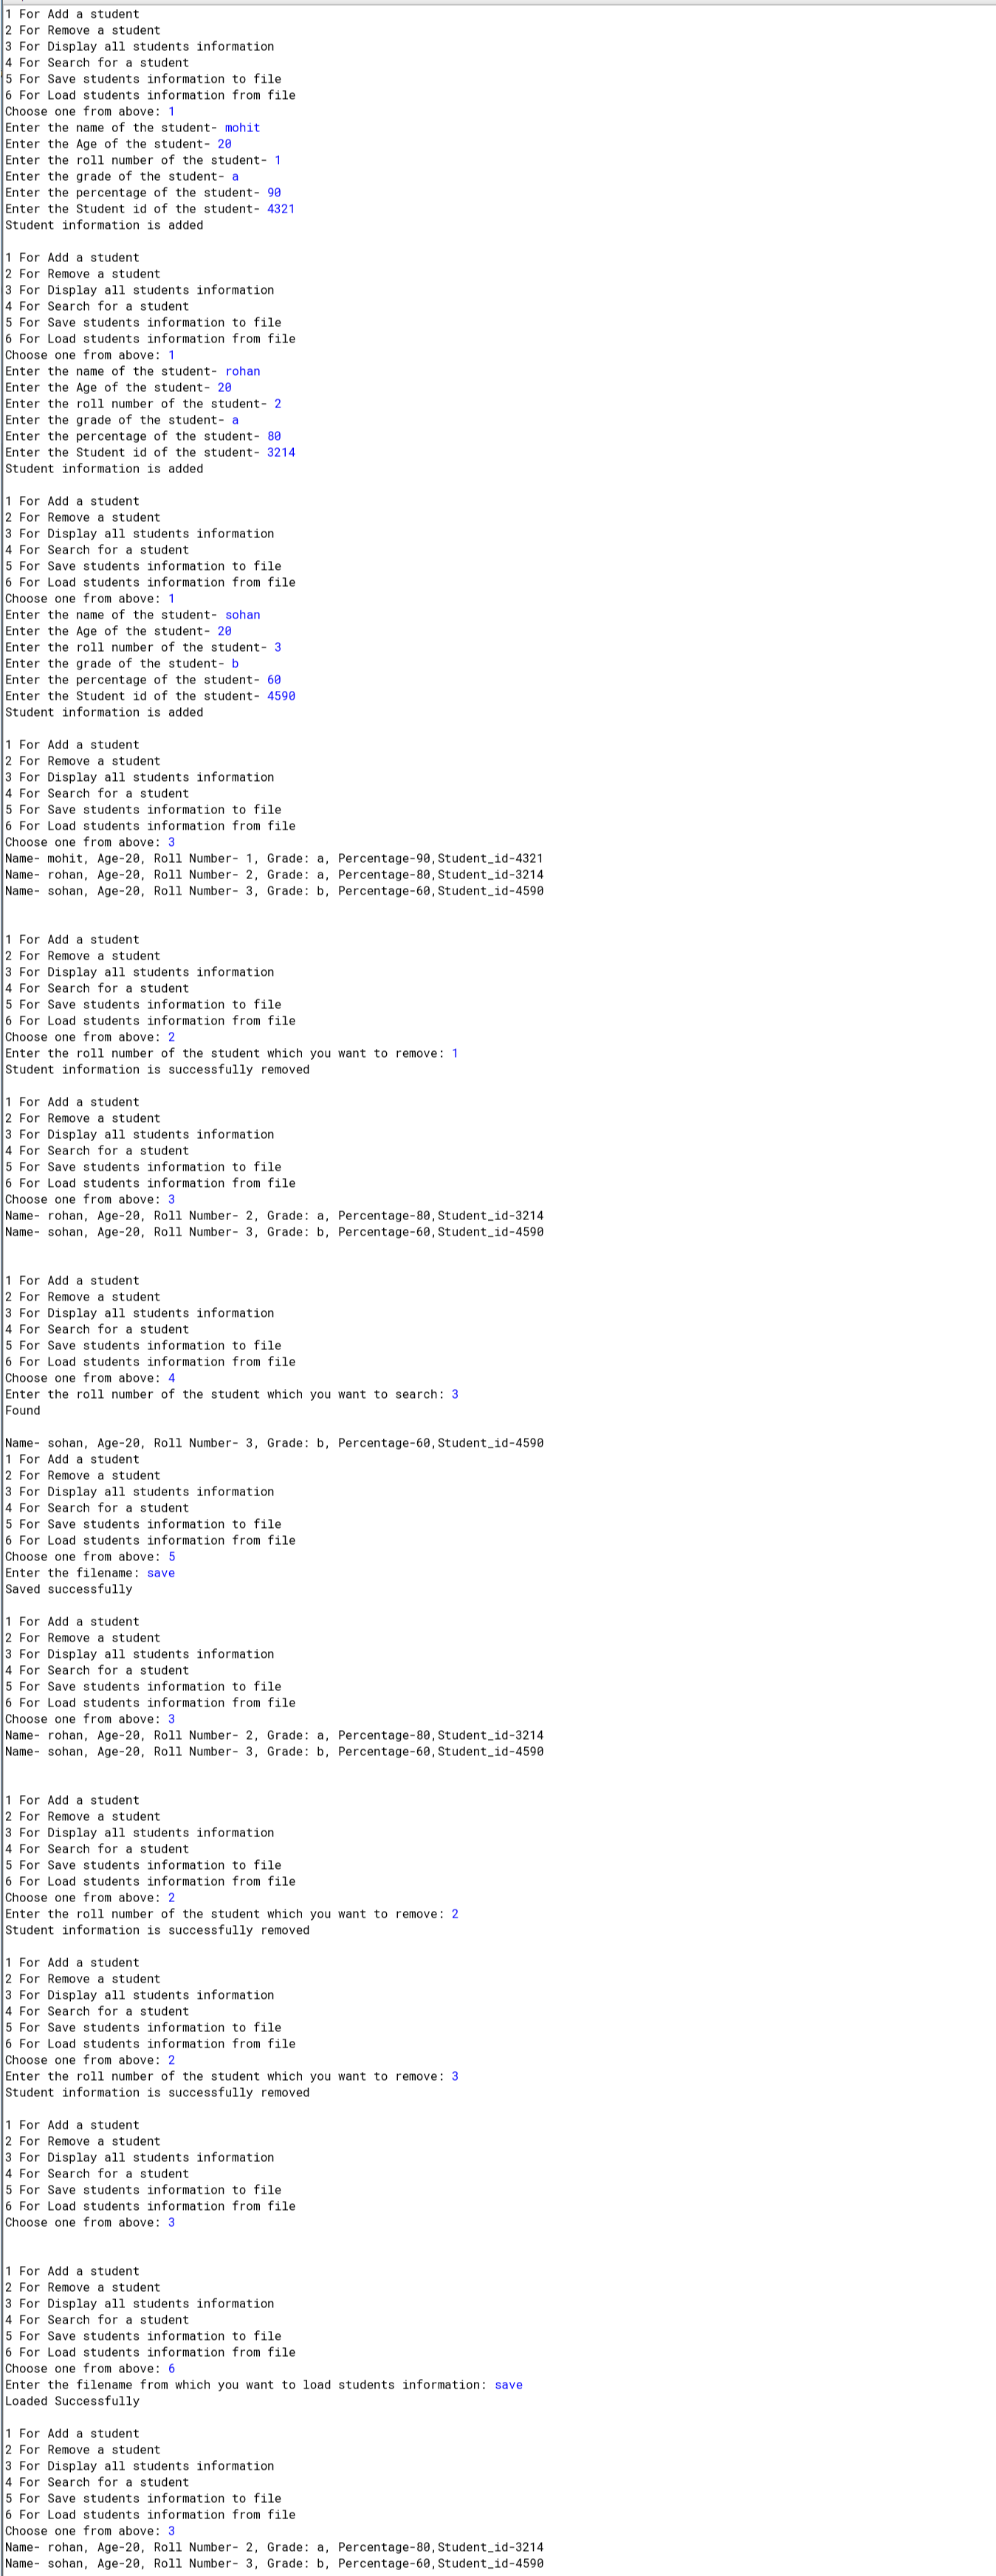 1 For Add a student
2 For Remove a student
3 For Display all students information
4 For Search for a student
5 For Save students information to file
6 For Load students information from file
Choose one from above: 1
Enter the name of the student- mohit
Enter the Age of the student- 20
Enter the roll number of the student- 1
Enter the grade of the student- a
Enter the percentage of the student- 90
Enter the Student id of the student- 4321
Student information is added
1 For Add a student
2 For Remove a student
3 For Display all students information
4 For Search for a student
5 For Save students information to file
6 For Load students information from file
Choose one from above: 1
Enter the name of the student- rohan
Enter the Age of the student- 20
Enter the roll number of the student- 2
Enter the grade of the student- a
Enter the percentage of the student- 80
Enter the Student id of the student- 3214
Student information is added
1 For Add a student
2 For Remove a student
3 For Display all students information
4 For Search for a student
5 For Save students information to file
6 For Load students information from file
Choose one from above: 1
Enter the name of the student- sohan
Enter the Age of the student- 20
Enter the roll number of the student- 3
Enter the grade of the student- b
Enter the percentage of the student- 60
Enter the Student id of the student- 4590
Student information is added
1 For Add a student
2 For Remove a student
3 For Display all students information
4 For Search for a student
5 For Save students information to file
6 For Load students information from file
Choose one from above: 3
Name- mohit, Age-20, Roll Number- 1, Grade: a, Percentage-90,Student_id-4321
Name- rohan, Age-20, Roll Number- 2, Grade: a, Percentage-80,Student_id-3214
Name- sohan, Age-20, Roll Number- 3, Grade: b, Percentage-60,Student_id-4590
1 For Add a student
2 For Remove a student
3 For Display all students information
4 For Search for a student
5 For Save students information to file
6 For Load students information from file
Choose one from above: 2
Enter the roll number of the student which you want to remove: 1
Student information is successfully removed
1 For Add a student
2 For Remove a student
3 For Display all students information
4 For Search for a student
5 For Save students information to file
6 For Load students information from file
Choose one from above: 3
Name- rohan, Age-20, Roll Number- 2, Grade: a, Percentage-80,Student_id-3214
Name- sohan, Age-20, Roll Number- 3, Grade: b, Percentage-60,Student_id-4590
1 For Add a student
2 For Remove a student
3 For Display all students information
4 For Search for a student
5 For Save students information to file
6 For Load students information from file
Choose one from above: 4
Enter the roll number of the student which you want to search: 3
Found
Name- sohan, Age-20, Roll Number- 3, Grade: b, Percentage-60,Student_id-4590
1 For Add a student
2 For Remove a student
3 For Display all students information
4 For Search for a student
5 For Save students information to file
6 For Load students information from file
Choose one from above: 5
Enter the filename: save
Saved successfully
1 For Add a student
2 For Remove a student
3 For Display all students information
4 For Search for a student
5 For Save students information to file
6 For Load students information from file
Choose one from above: 3
Name- rohan, Age-20, Roll Number- 2, Grade: a, Percentage-80,Student_id-3214
Name- sohan, Age-20, Roll Number- 3, Grade: b, Percentage-60,Student_id-4590
1 For Add a student
2 For Remove a student
3 For Display all students information
4 For Search for a student
5 For Save students information to file
6 For Load students information from file
Choose one from above: 2
Enter the roll number of the student which you want to remove: 2
Student information is successfully removed
1 For Add a student
2 For Remove a student
3 For Display all students information
4 For Search for a student
5 For Save students information to file
6 For Load students information from file
Choose one from above: 2
Enter the roll number of the student which you want to remove: 3
Student information is successfully removed
1 For Add a student
2 For Remove a student
3 For Display all students information
4 For Search for a student
5 For Save students information to file
6 For Load students information from file
Choose one from above: 3
1 For Add a student
2 For Remove a student
3 For Display all students information
4 For Search for a student
5 For Save students information to file
6 For Load students information from file
Choose one from above: 6
Enter the filename from which you want to load students information: save
Loaded Successfully
1 For Add a student
2 For Remove a student
3 For Display all students information
4 For Search for a student
5 For Save students information to file
6 For Load students information from file
Choose one from above: 3
Name- rohan, Age-20, Roll Number- 2, Grade: a, Percentage-80,Student_id-3214
Name- sohan, Age-20, Roll Number- 3, Grade: b, Percentage-60,Student_id-4590